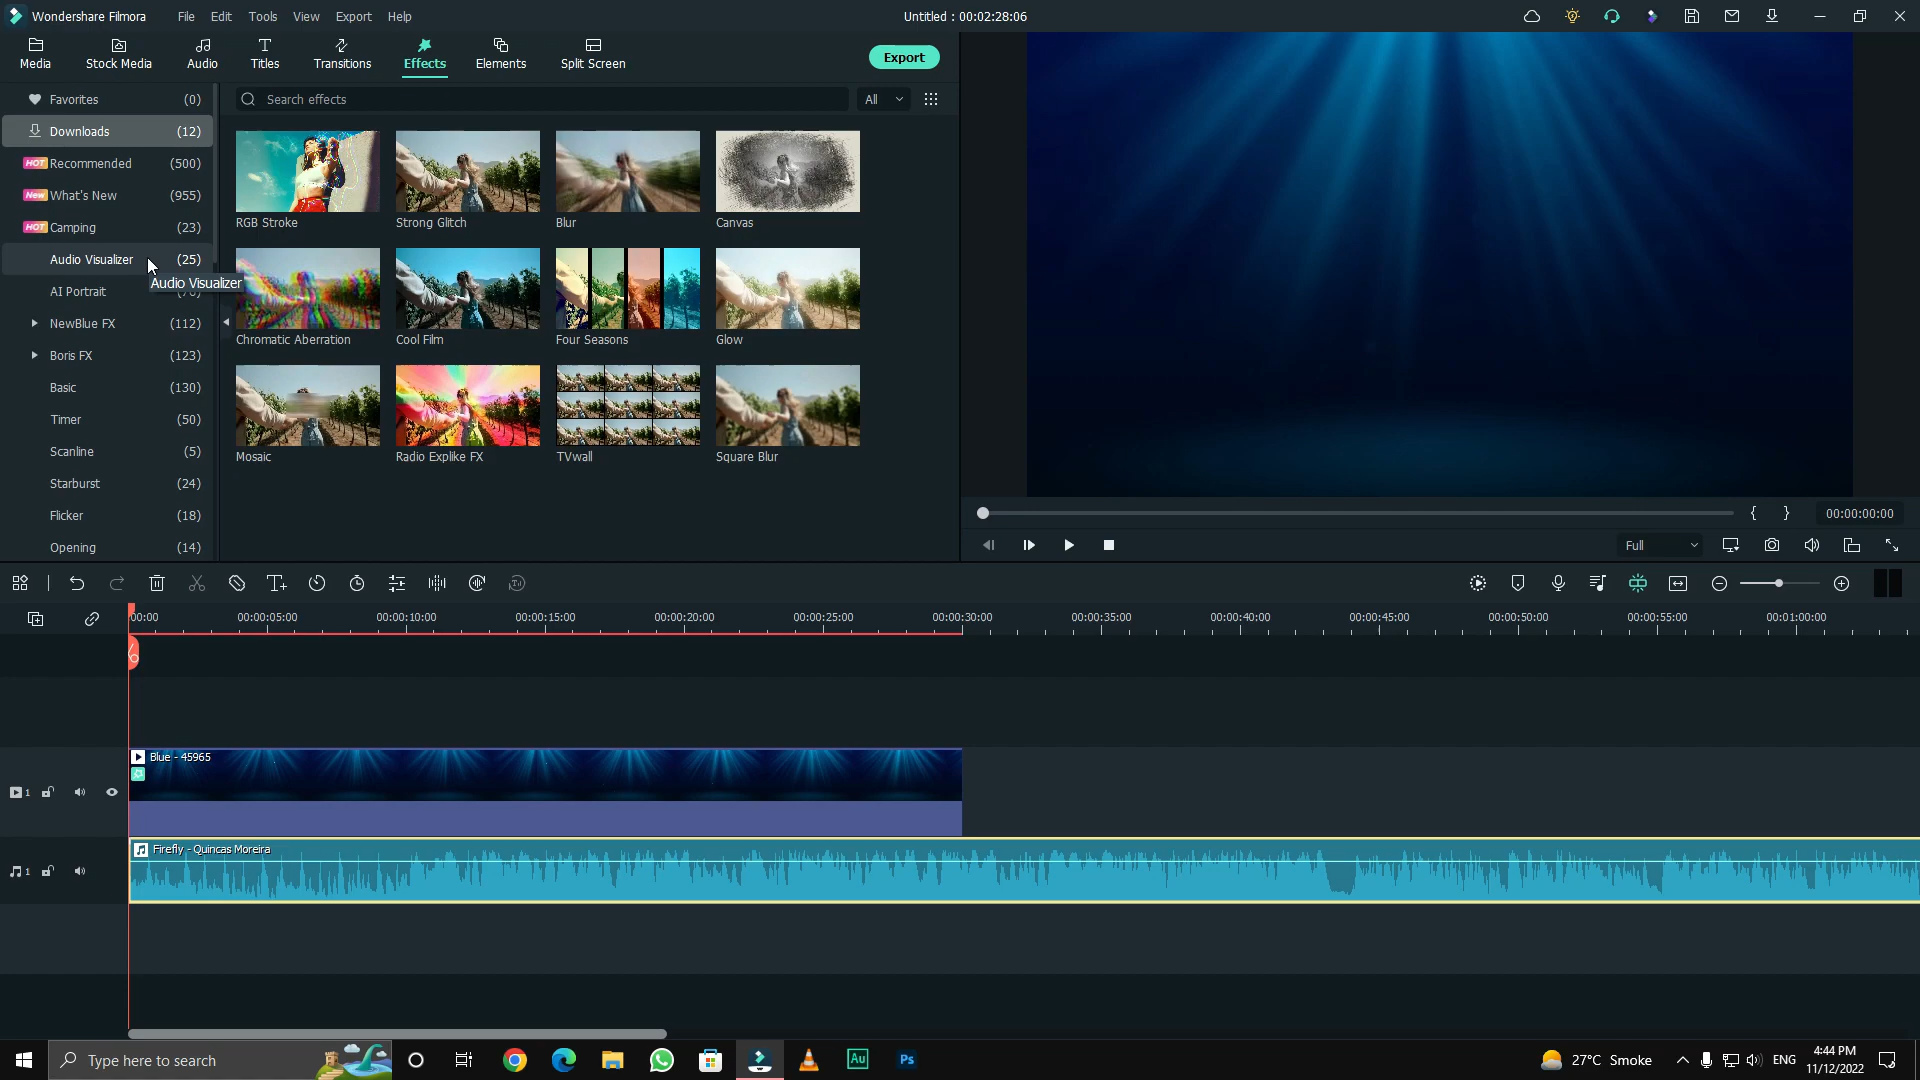 Wondershare Filmora File Edit Tools View Export Help Untitled : 00:02:28:06
Media Stock Media Audio Titles Transitions Effects Elements Split Screen Export
Favorites (0)
Search effects All
Downloads (12)
HOT Recommended (500)
New What's New (955)
HOT Camping (23)
Audio Visualizer (25)
Audio Visualizer
AI Portrait
NewBlue FX (112)
Boris FX (123)
Basic (130)
Timer (50)
Scanline (5)
Starburst (24)
Flicker (18)
Opening (14)
RGB Stroke Strong Glitch Blur Canvas
Chromatic Aberration Cool Film Four Seasons Glow
Mosaic Radio Explike FX TVwall Square Blur
{ } 00:00:00:00
Full
00:00 00:00:05:00 00:00:10:00 00:00:15:00 00:00:20:00 00:00:25:00 00:00:30:00 00:00:35:00 00:00:40:00 00:00:45:00 00:00:50:00 00:00:55:00 00:01:00:00
Blue - 45965
1
Firefly - Quincas Moreira
1
Type here to search
Au
Ps
27°C Smoke
ENG
4:44 PM
11/12/2022